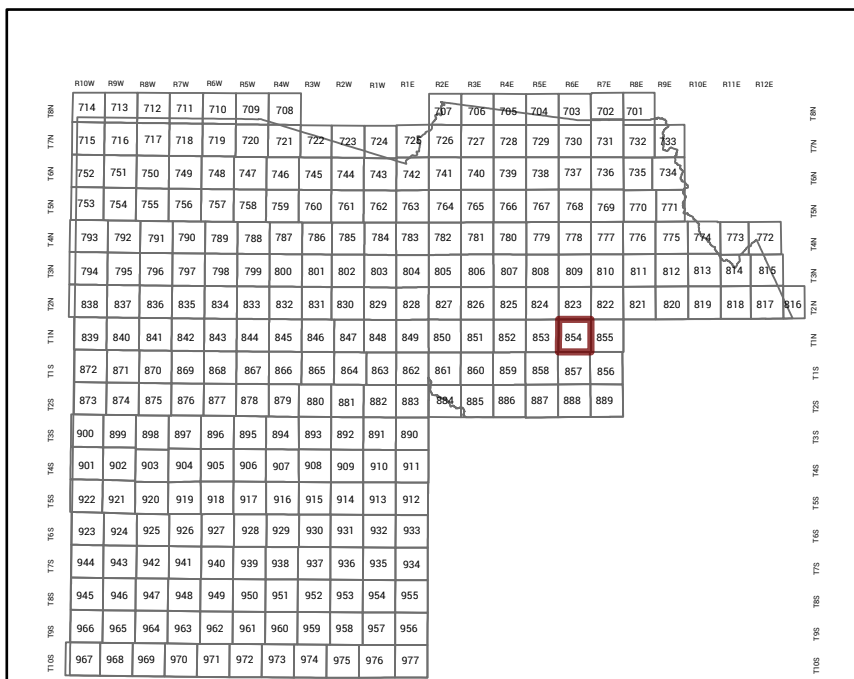 R10W R9W R8W R7W R6W R5W R4W R3W R2W R1W R1E R2E R3E R4E R5E R6E R7E R8E R9E R10E R11E R12E
T8N 714 713 712 711 710 709 708 707 706 705 704 703 702 701 T8N
T7N 715 716 717 718 719 720 721 722 723 724 725 726 727 728 729 730 731 732 733 T7N
T6N 752 751 750 749 748 747 746 745 744 743 742 741 740 739 738 737 736 735 734 T6N
T5N 753 754 755 756 757 758 759 760 761 762 763 764 765 766 767 768 769 770 771 T5N
T4N 793 792 791 790 789 788 787 786 785 784 783 782 781 780 779 778 777 776 775 774 773 772 T4N
T3N 794 795 796 797 798 799 800 801 802 803 804 805 806 807 808 809 810 811 812 813 814 815 T3N
T2N 838 837 836 835 834 833 832 831 830 829 828 827 826 825 824 823 822 821 820 819 818 817 816 T2N
T1N 839 840 841 842 843 844 845 846 847 848 849 850 851 852 853 854 855 T1N
T1S 872 871 870 869 868 867 866 865 864 863 862 861 860 859 858 857 856 T1S
T2S 873 874 875 876 877 878 879 880 881 882 883 884 885 886 887 888 889 T2S
T3S 900 899 898 897 896 895 894 893 892 891 890 T3S
T4S 901 902 903 904 905 906 907 908 909 910 911 T4S
T5S 922 921 920 919 918 917 916 915 914 913 912 T5S
T6S 923 924 925 926 927 928 929 930 931 932 933 T6S
T7S 944 943 942 941 940 939 938 937 936 935 934 T7S
T8S 945 946 947 948 949 950 951 952 953 954 955 T8S
T9S 966 965 964 963 962 961 960 959 958 957 956 T9S
T10S 967 968 969 970 971 972 973 974 975 976 977 T10S